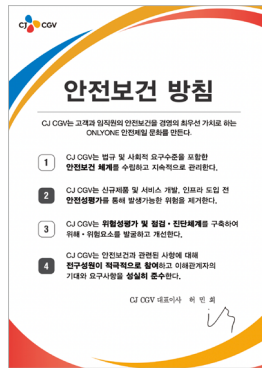 CJ CGV
안전보건 방침
CJ CGV는 고객과 임직원의 안전보건을 경영의 최우선 가치로 하는
ONLYONE 안전제일 문화를 만든다.
1
CJ CGV는 법규 및 사회적 요구수준을 포함한
안전보건 체계를 수립하고 지속적으로 관리한다.
2
CJ CGV는 신규제품 및 서비스 개발, 인프라 도입 전
안전성평가를 통해 발생가능한 위험을 제거한다.
3
CJ CGV는 위험성평가 및 점검·진단체계를 구축하여
위해·위험요소를 발굴하고 개선한다.
4
CJ CGV는 안전보건과 관련된 사항에 대해
전구성원이 적극적으로 참여하고 이해관계자의
기대와 요구사항을 성실히 준수한다.
CJ CGV 대표이사 허 민 회